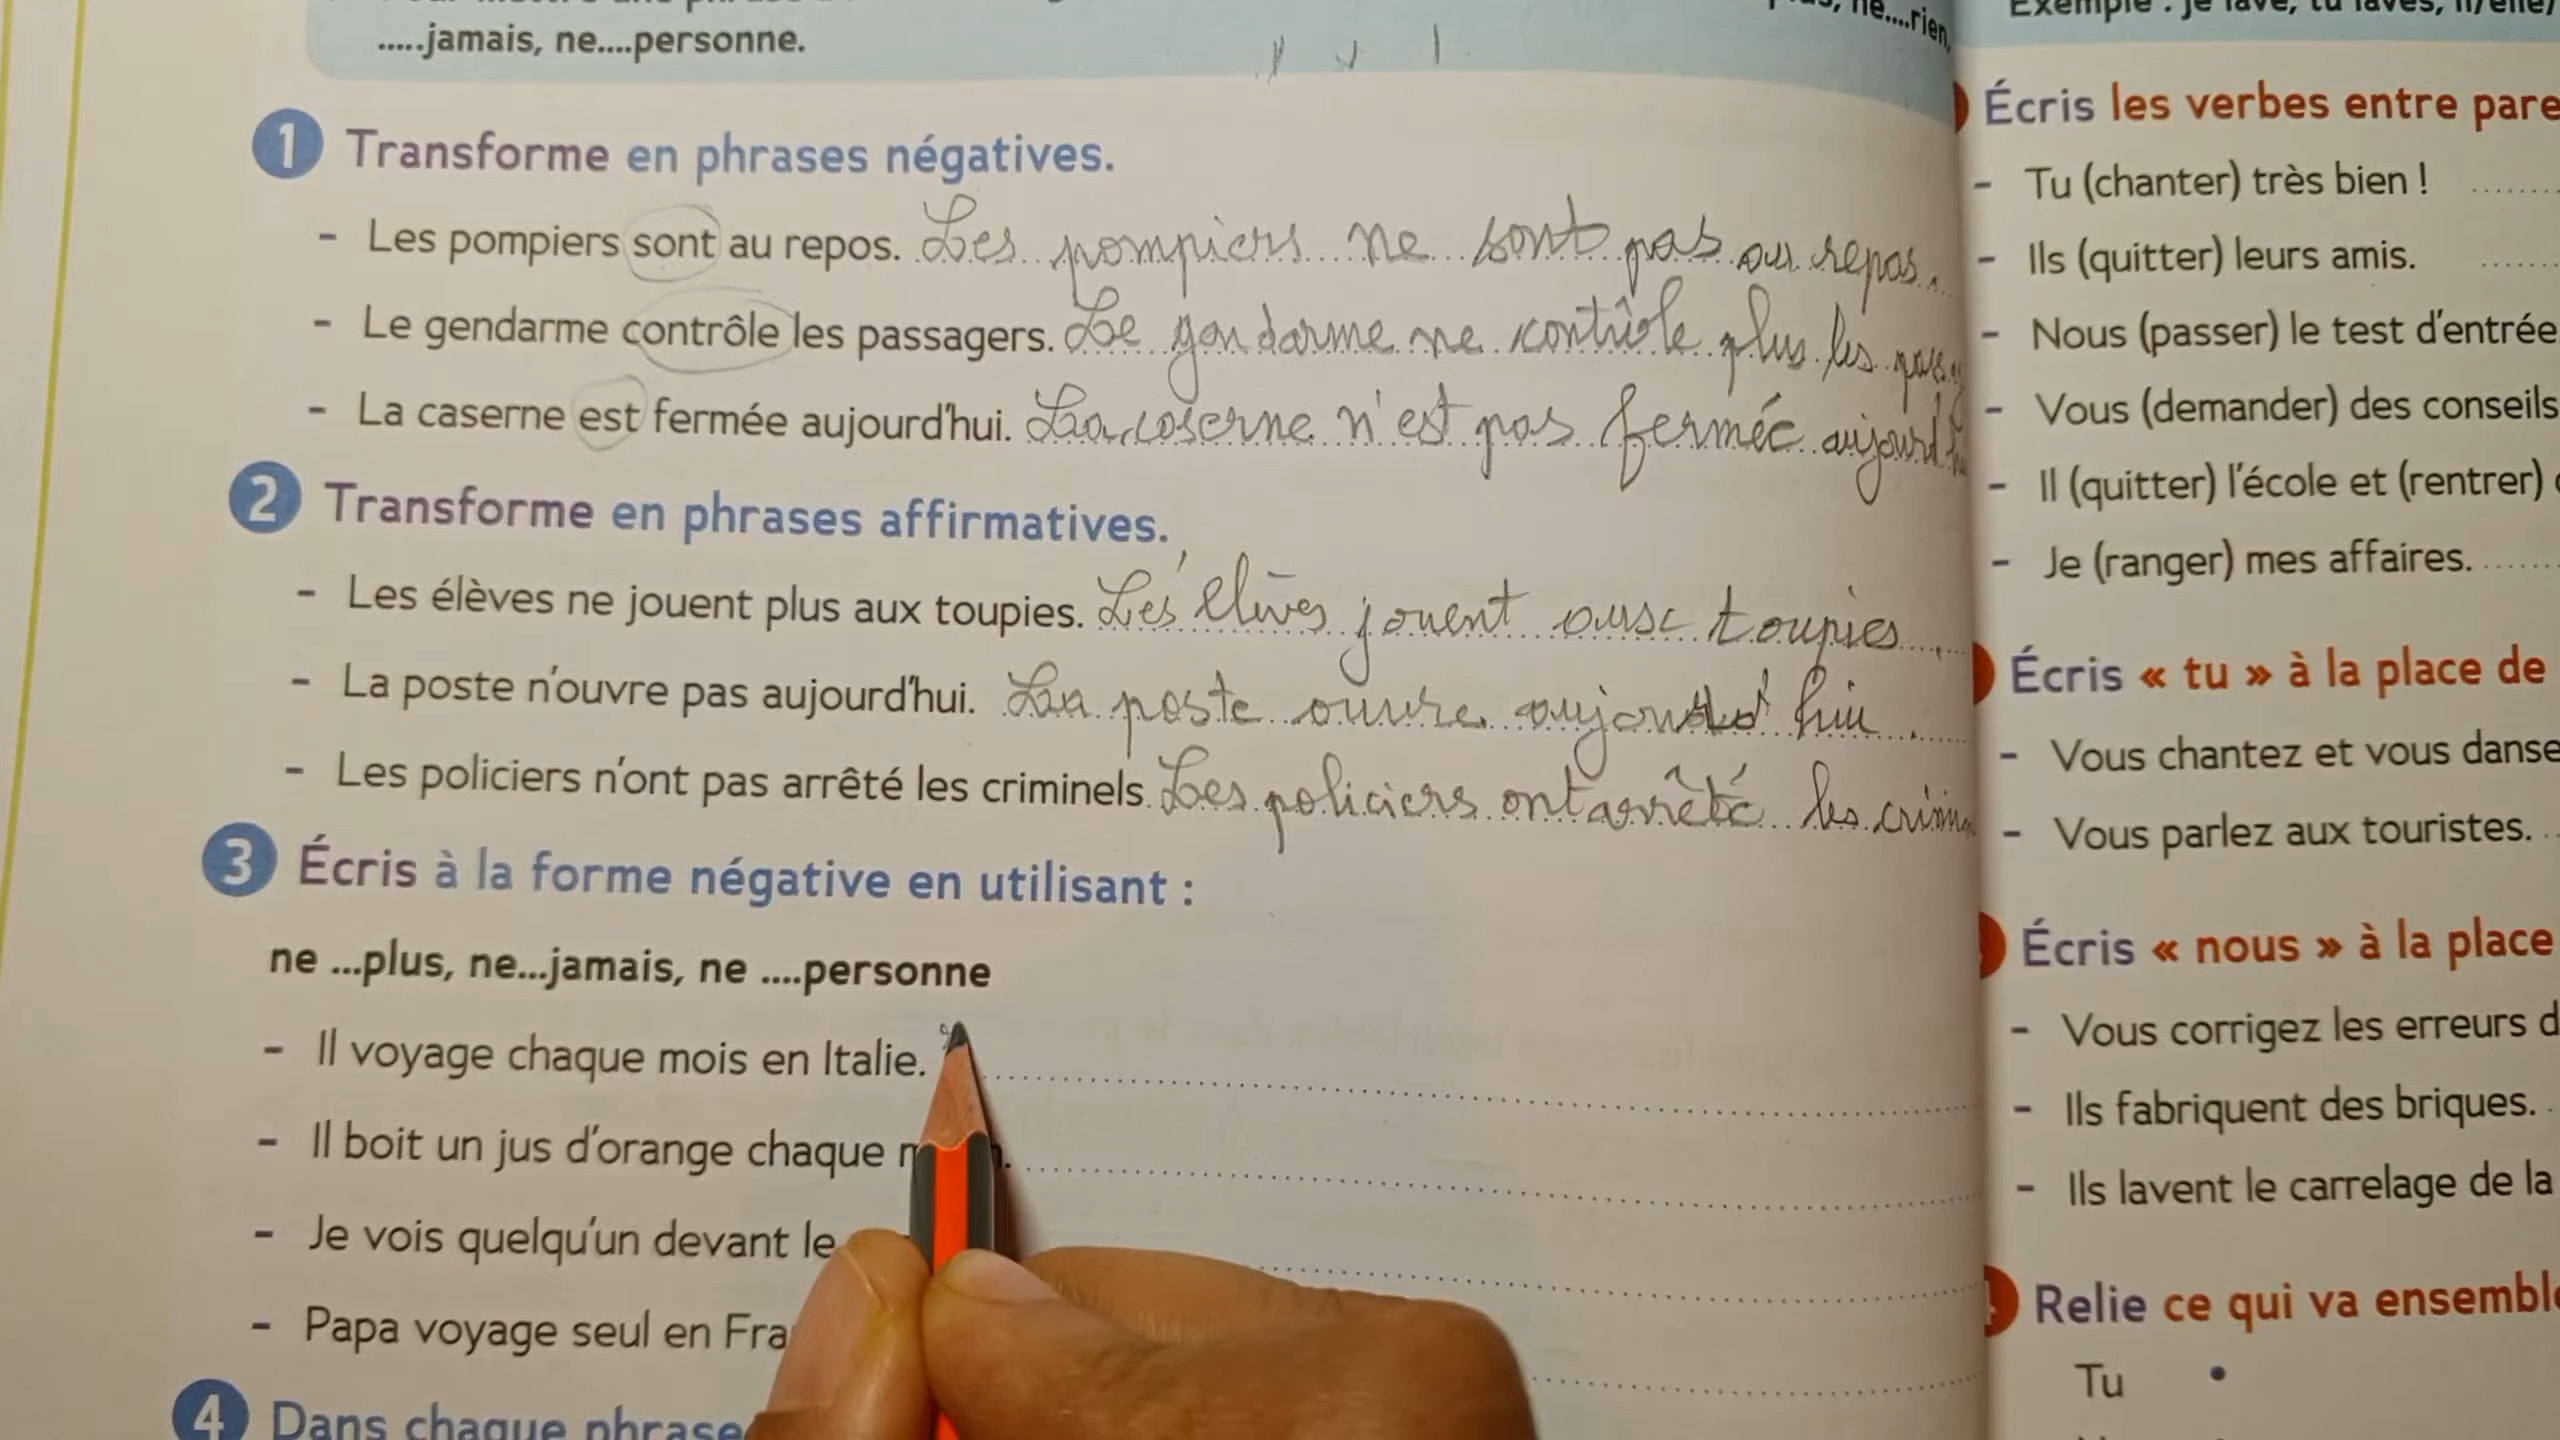 .....jamais, ne....personne.
ne....rien,
1 Transforme en phrases négatives.
- Les pompiers sont au repos. Les pompiers ne sont pas au repos.
- Le gendarme contrôle les passagers. Le gendarme ne contrôle plus les
- La caserne est fermée aujourd'hui. La caserne n'est pas fermée
2 Transforme en phrases affirmatives.
- Les élèves ne jouent plus aux toupies. Les élèves jouent aux toupies.
- La poste n'ouvre pas aujourd'hui. La poste ouvre aujourd'hui.
- Les policiers n'ont pas arrêté les criminels. Les policiers ont arrêté les
3 Écris à la forme négative en utilisant :
ne ...plus, ne...jamais, ne ....personne
- Il voyage chaque mois en Italie.
- Il boit un jus d'orange chaque
- Je vois quelqu'un devant le
- Papa voyage seul en
4 Dans chaque phrase
Exemple : je lave, tu laves, il/elle/
Écris les verbes entre
- Tu (chanter) très bien !
- Ils (quitter) leurs amis.
- Nous (passer) le test d'entrée
- Vous (demander) des conseils
- Il (quitter) l'école et (rentrer)
- Je (ranger) mes affaires.
Écris « tu » à la place de
- Vous chantez et vous
- Vous parlez aux touristes.
Écris « nous » à la place
- Vous corrigez les erreurs
- Ils fabriquent des briques.
- Ils lavent le carrelage de la
Relie ce qui va
Tu •